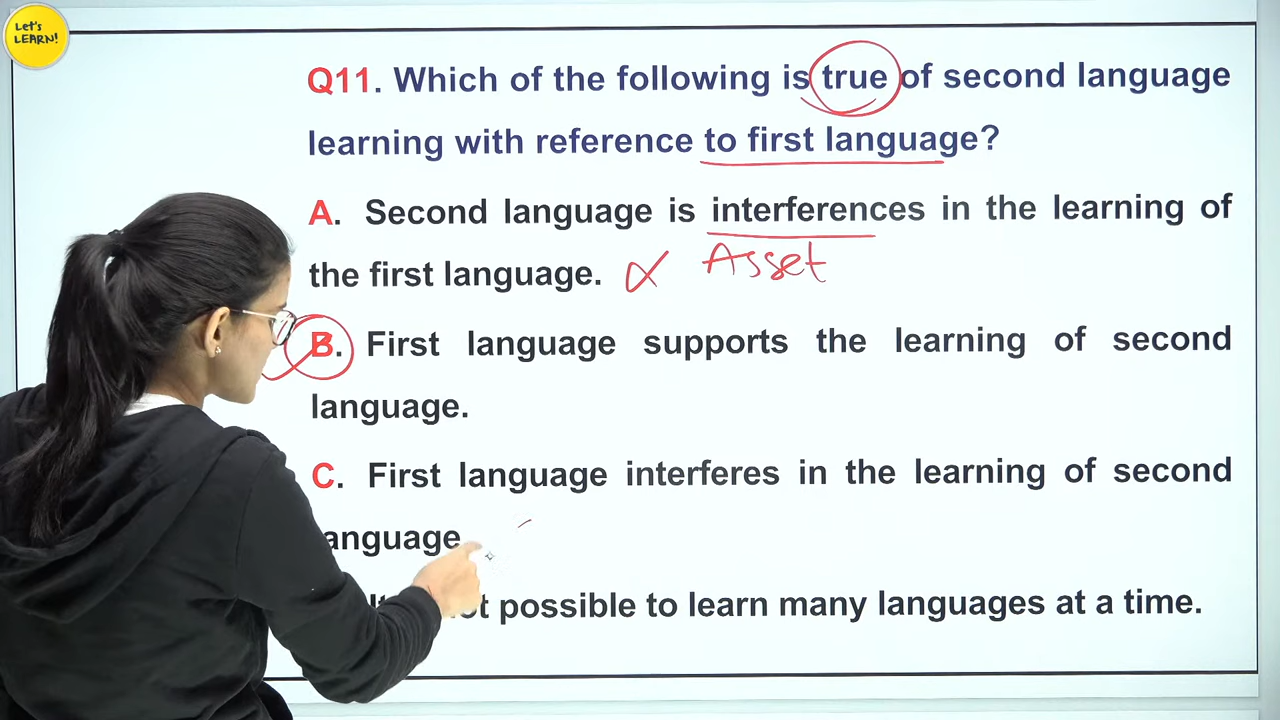 Let's
LEARN!
Q11. Which of the following is true of second language
learning with reference to first language?
A. Second language is interferences in the learning of
the first language. Asset
B. First language supports the learning of second
language.
C. First language interferes in the learning of second
language
possible to learn many languages at a time.